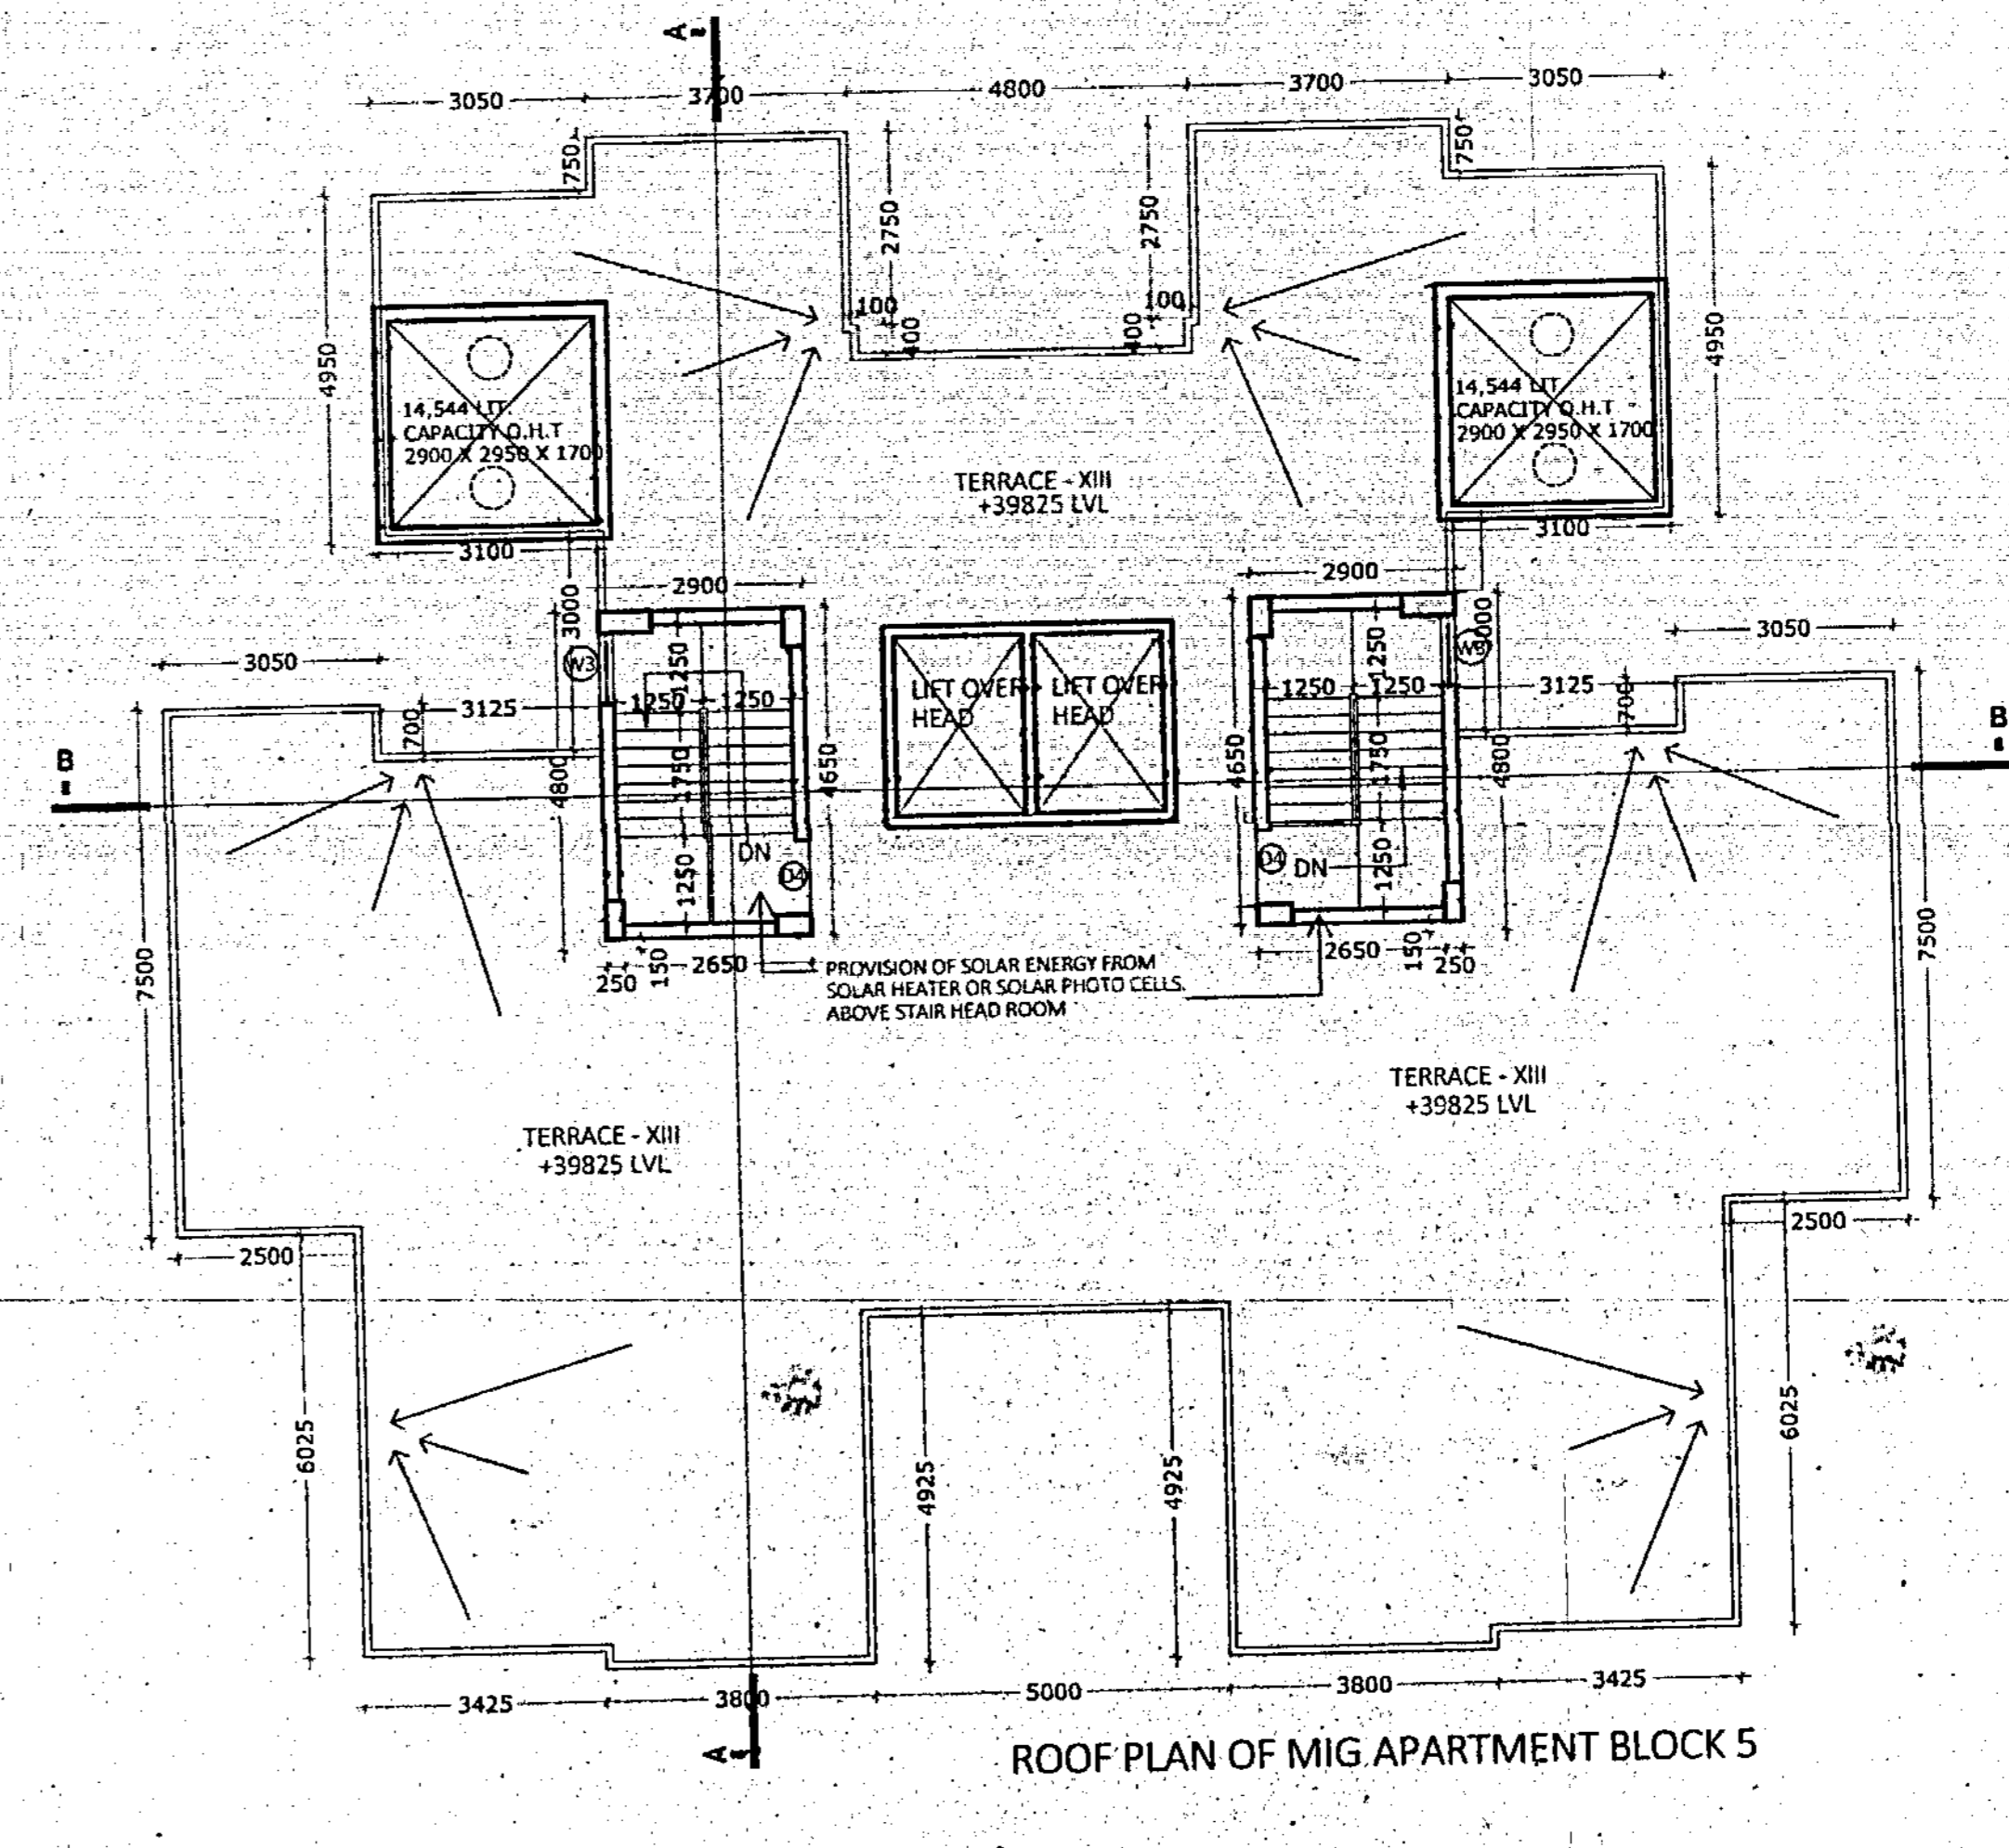 A
3050 3700 4800 3700 3050
750 750
2750 2750
100 100
400 400
4950 4950
14,544 LIT.
CAPACITY O.H.T
2900 X 2950 X 1700
14,544 LIT.
CAPACITY O.H.T
2900 X 2950 X 1700
TERRACE - XIII
+39825 LVL
3100 3100
2900 2900
3000 3000
3050 3050
W3 W3
1250 1250
LIFT OVER HEAD
LIFT OVER HEAD
1250 1250 1250 1250
3125 3125
700 700
B B
1750 1750
4800 4650 4650 4800
1250 1250
DN DN
D4 D4
250 150 2650
2650 150 250
PROVISION OF SOLAR ENERGY FROM
SOLAR HEATER OR SOLAR PHOTO CELLS.
ABOVE STAIR HEAD ROOM
7500 7500
TERRACE - XIII
+39825 LVL
TERRACE - XIII
+39825 LVL
2500 2500
6025 4925 4925 6025
3425 3800 5000 3800 3425
A
ROOF PLAN OF MIG APARTMENT BLOCK 5